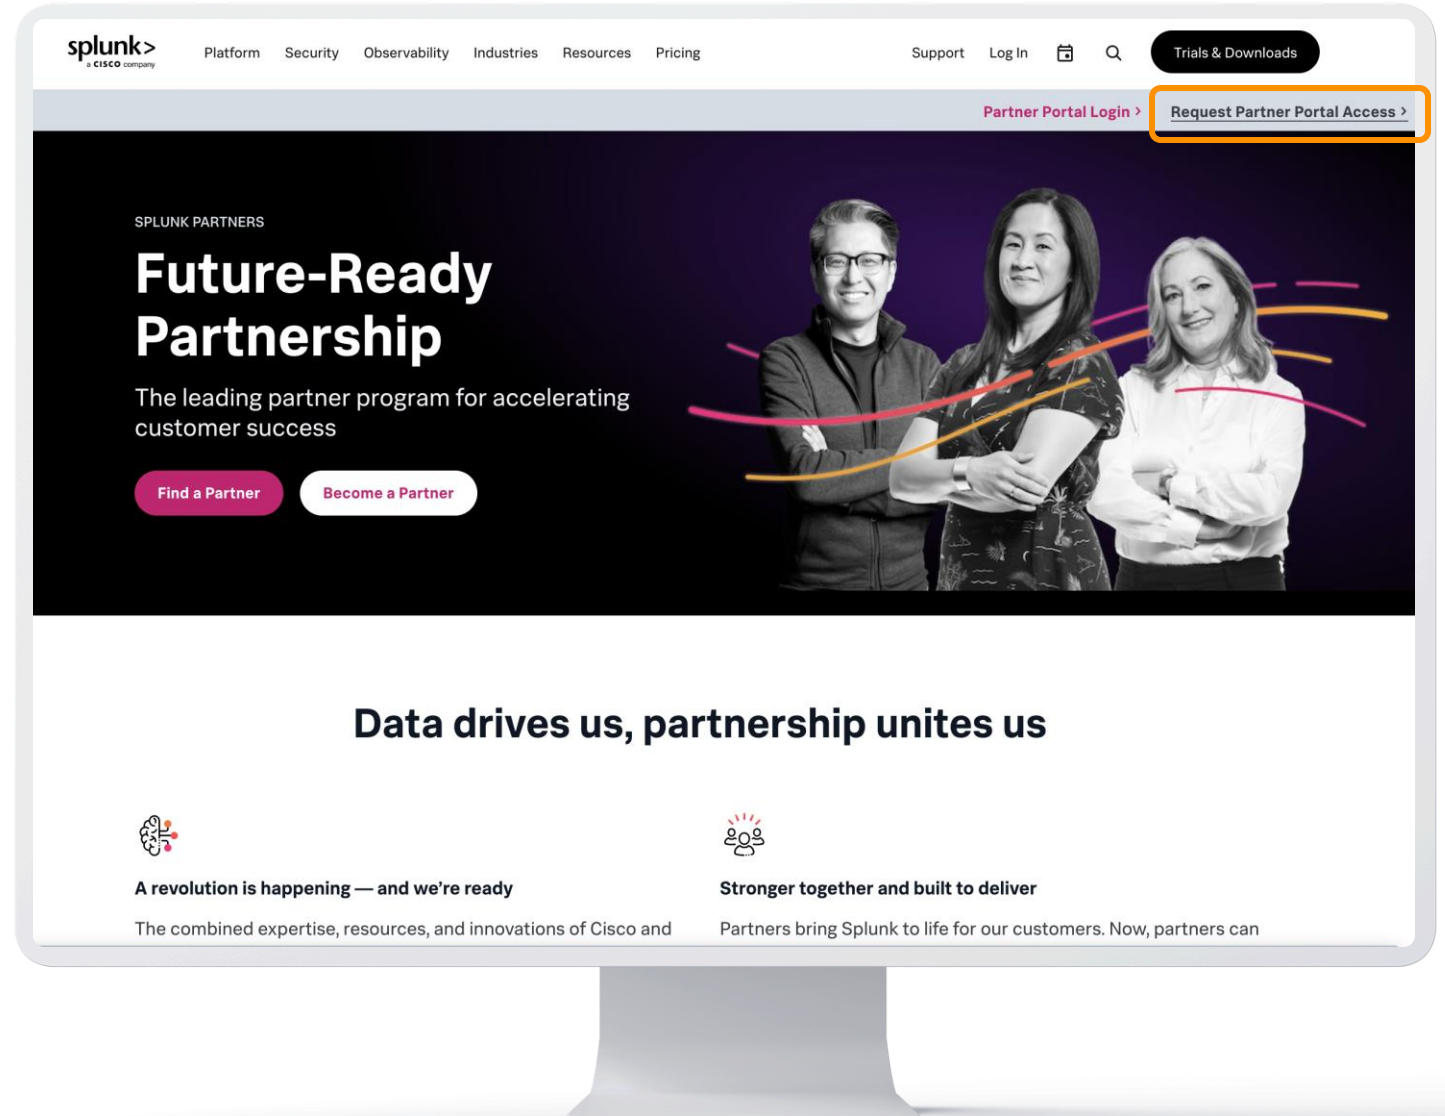 splunk>
a CISCO company
Platform Security Observability Industries Resources Pricing
Support Log In Trials & Downloads
Partner Portal Login > Request Partner Portal Access >
SPLUNK PARTNERS
Future-Ready
Partnership
The leading partner program for accelerating
customer success
Find a Partner Become a Partner
Data drives us, partnership unites us
A revolution is happening — and we're ready
The combined expertise, resources, and innovations of Cisco and
Stronger together and built to deliver
Partners bring Splunk to life for our customers. Now, partners can